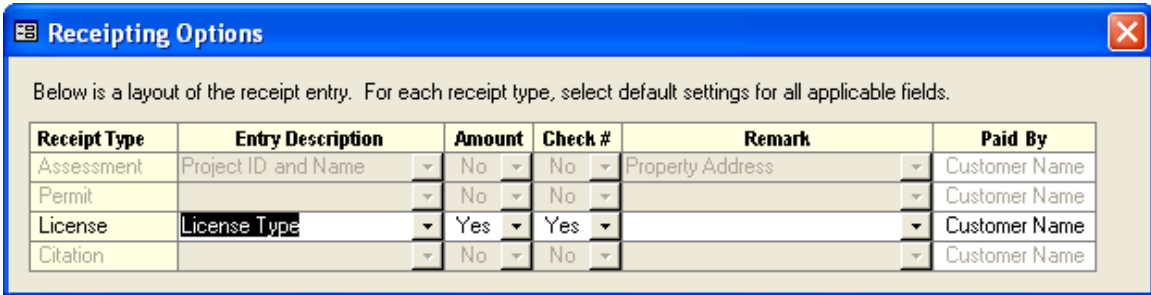 Receipting Options
Below is a layout of the receipt entry.  For each receipt type, select default settings for all applicable fields.
Receipt Type Entry Description Amount Check # Remark Paid By
Assessment Project ID and Name No No Property Address Customer Name
Permit No No Customer Name
License License Type Yes Yes Customer Name
Citation No No Customer Name